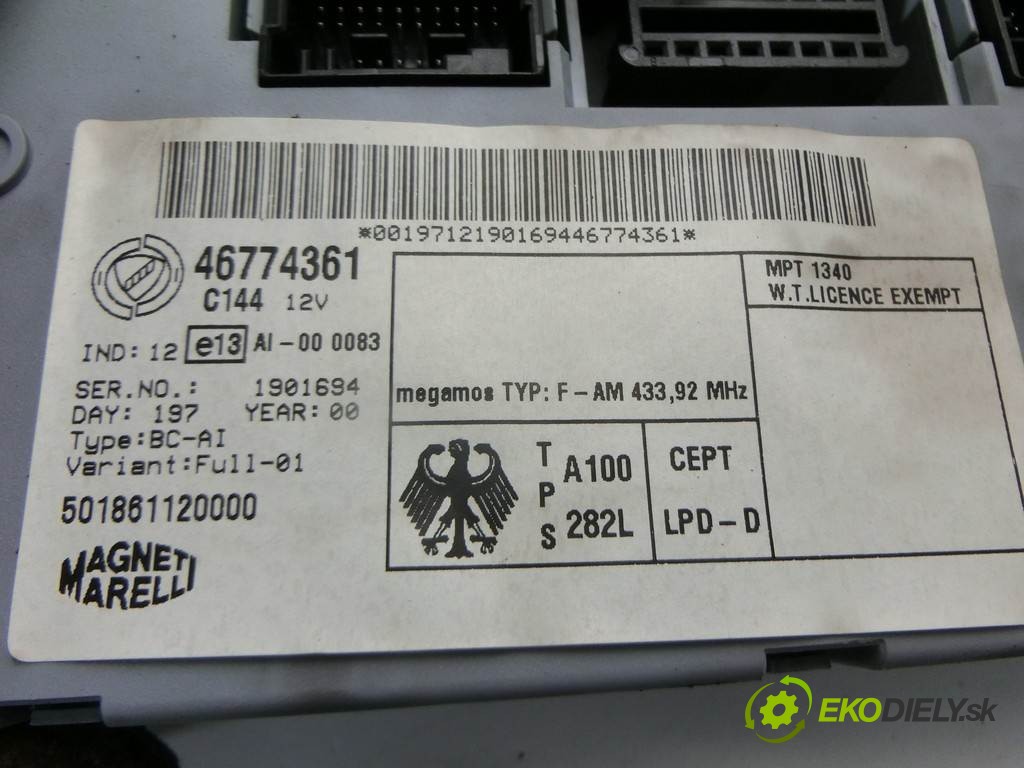 *0019712190169446774361*
46774361
C144 12V
IND: 12 e13 AI-00 0083
SER.NO.: 1901694
DAY: 197 YEAR: 00
Type:BC-AI
Variant:Full-01
501861120000
MAGNETI
MARELLI
megamos TYP: F-AM 433,92 MHz
TPS
A100
282L
CEPT
LPD-D
MPT 1340
W.T.LICENCE EXEMPT
EKODIELY.sk